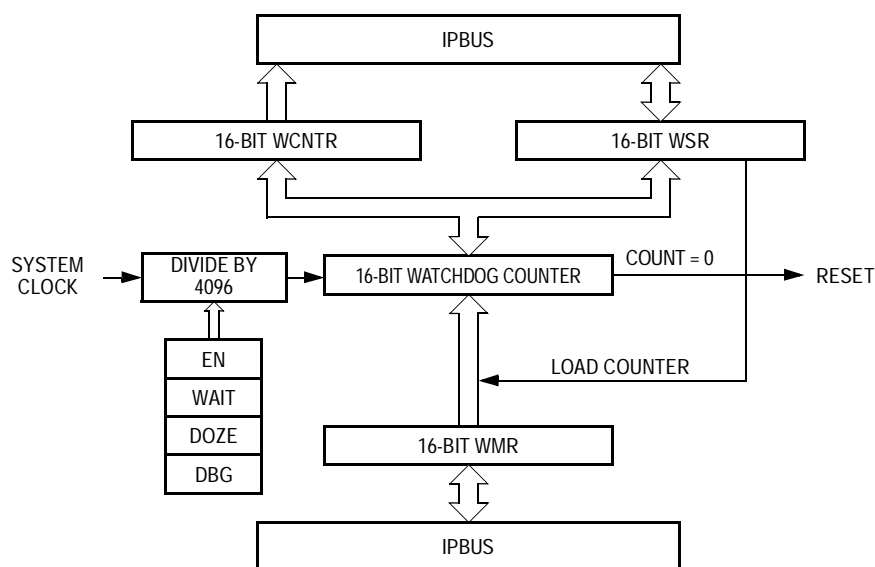 IPBUS
16-BIT WCNTR
16-BIT WSR
SYSTEM
CLOCK
DIVIDE BY
4096
16-BIT WATCHDOG COUNTER
COUNT = 0
RESET
EN
WAIT
DOZE
DBG
LOAD COUNTER
16-BIT WMR
IPBUS